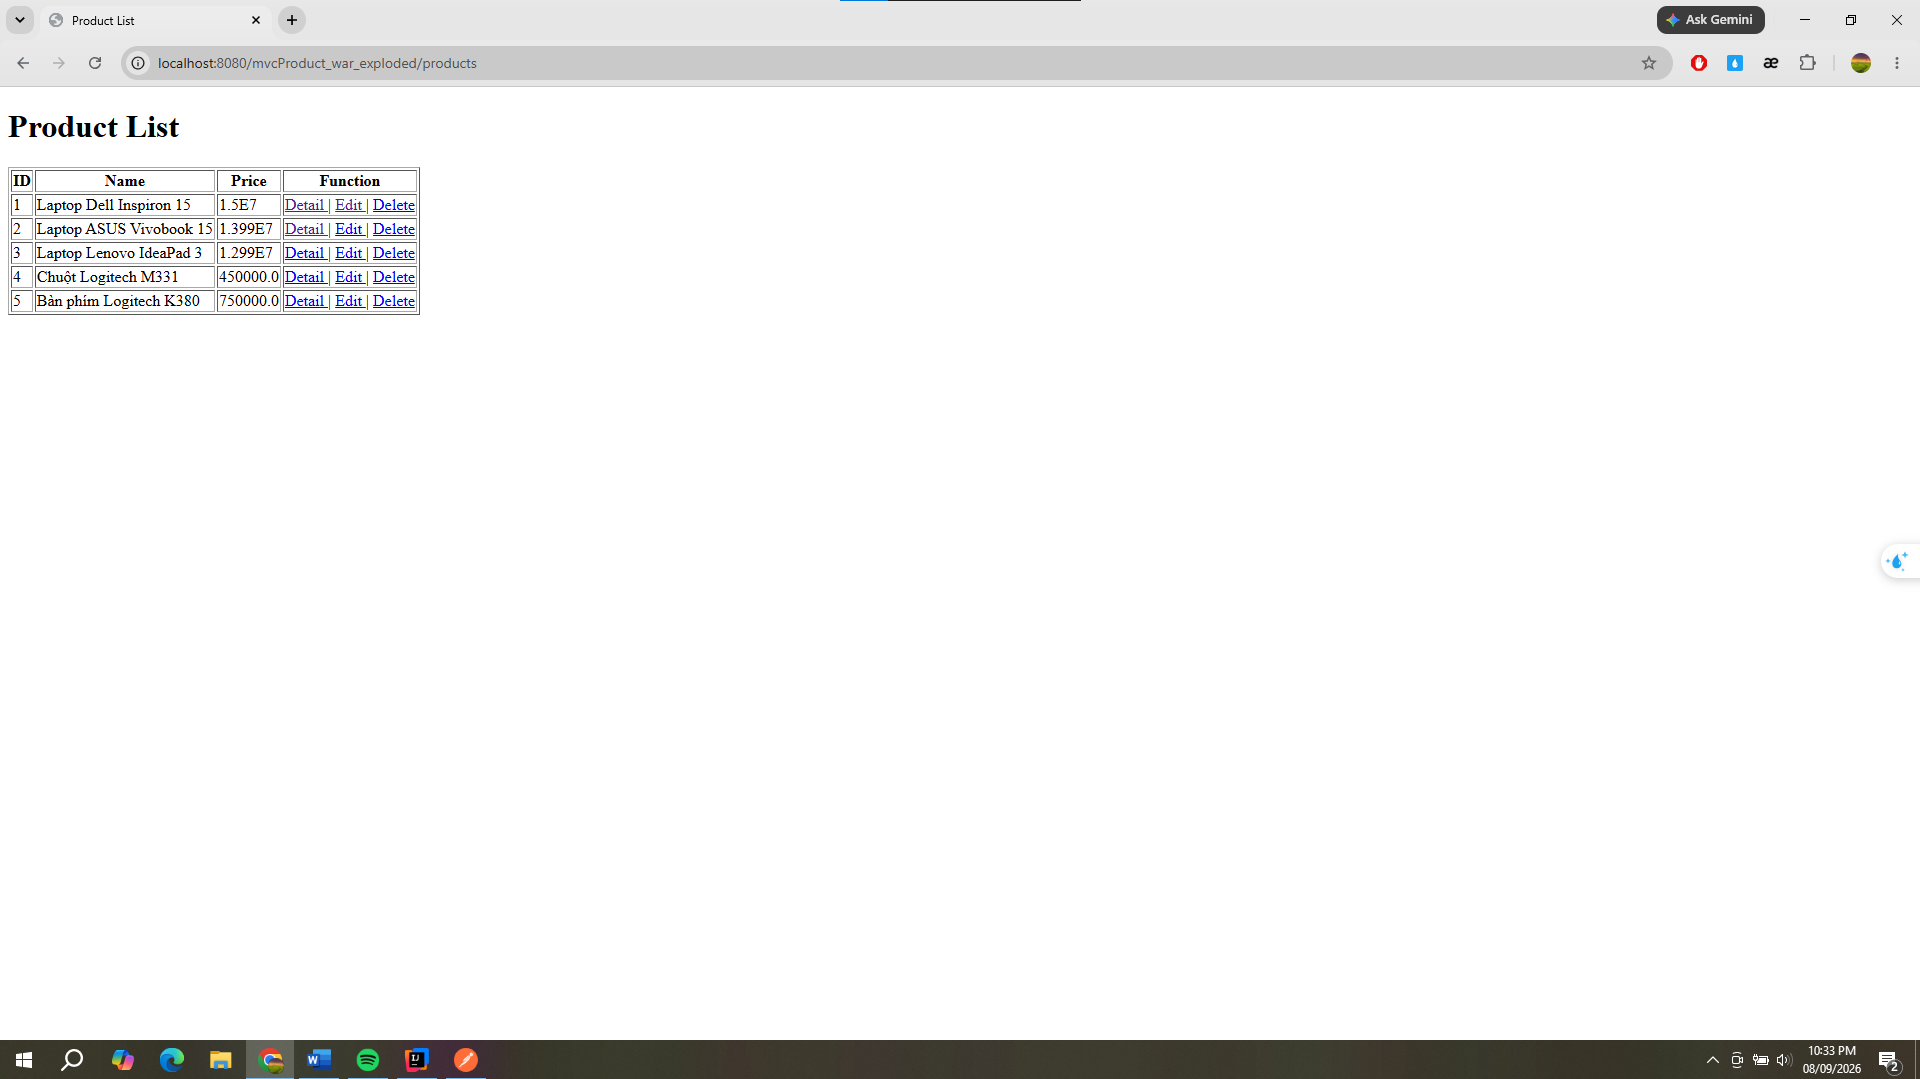 Product List
Ask Gemini
localhost:8080/mvcProduct_war_exploded/products
æ
Product List
ID Name Price Function
1 Laptop Dell Inspiron 15 1.5E7 Detail | Edit | Delete
2 Laptop ASUS Vivobook 15 1.399E7 Detail | Edit | Delete
3 Laptop Lenovo IdeaPad 3 1.299E7 Detail | Edit | Delete
4 Chuột Logitech M331 450000.0 Detail | Edit | Delete
5 Bàn phím Logitech K380 750000.0 Detail | Edit | Delete
10:33 PM
08/09/2026
2